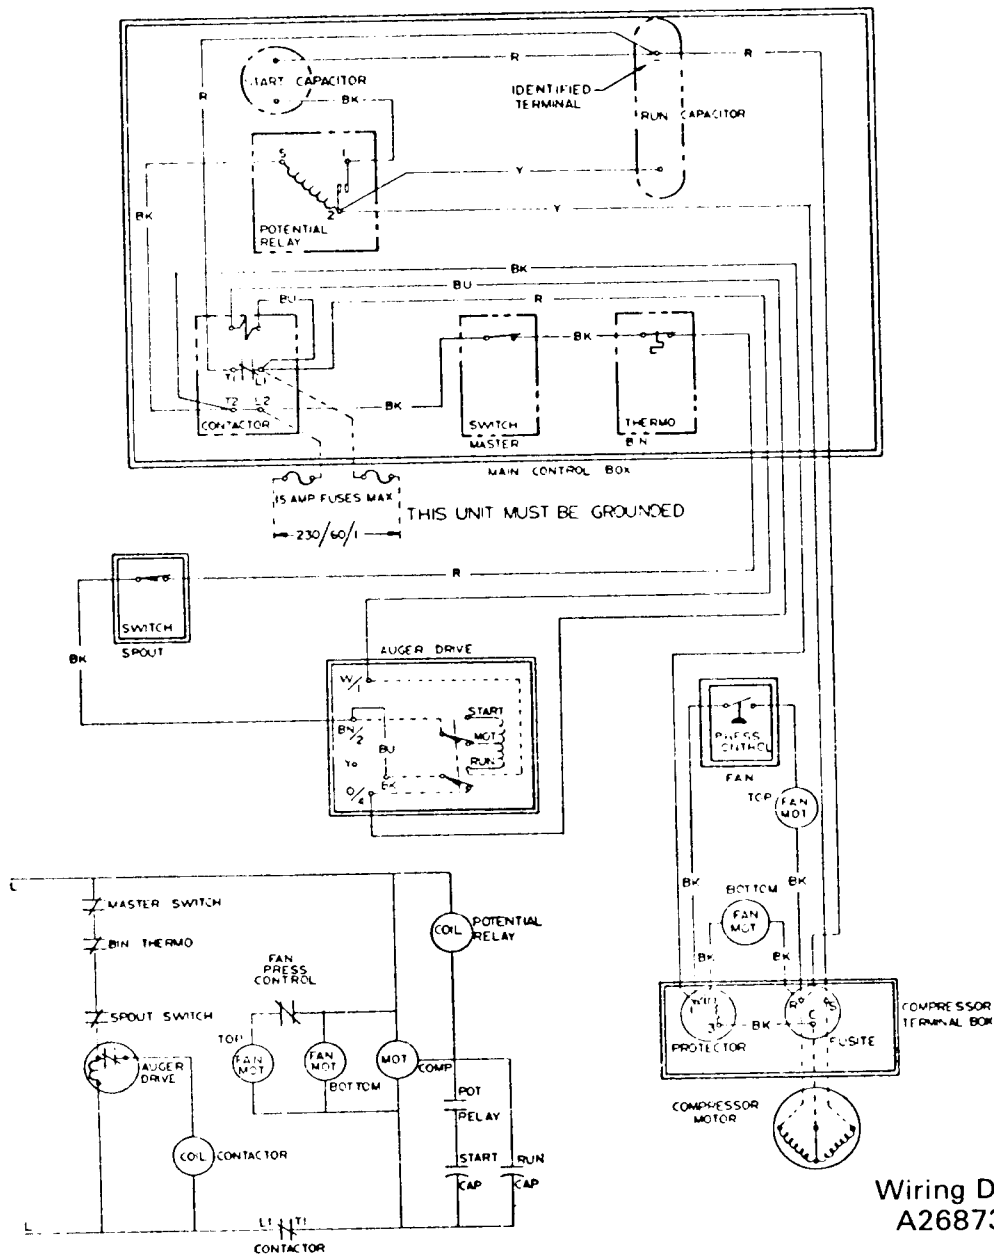 R
R
START CAPACITOR
IDENTIFIED
TERMINAL
BK
R
RUN CAPACITOR
5
1
Y
2
Y
BK
POTENTIAL
RELAY
BK
BU
BU
R
BK
T1 L1
T2 L2
BK
CONTACTOR
SWITCH
MASTER
THERMO
BIN
MAIN CONTROL BOX
15 AMP FUSES MAX
THIS UNIT MUST BE GROUNDED
230/60/1
R
SWITCH
SPOUT
BK
AUGER DRIVE
W/1
START
BN/2
MOT
BU
Y
RUN
BK
O/4
PRESS
CONTROL
FAN
TOP
FAN
MOT
BK
BK
BOTTOM
FAN
MOT
BK
BK
1
3
BK
R
S
C
PROTECTOR
FUSITE
COMPRESSOR
TERMINAL BOX
COMPRESSOR
MOTOR
L
MASTER SWITCH
BIN THERMO
SPOUT SWITCH
AUGER
DRIVE
FAN
PRESS
CONTROL
COIL
POTENTIAL
RELAY
TOP
FAN
MOT
FAN
MOT
BOTTOM
MOT
COMP
POT
RELAY
START
CAP
RUN
CAP
COIL CONTACTOR
L
L1 T1
CONTACTOR
Wiring D
A26873